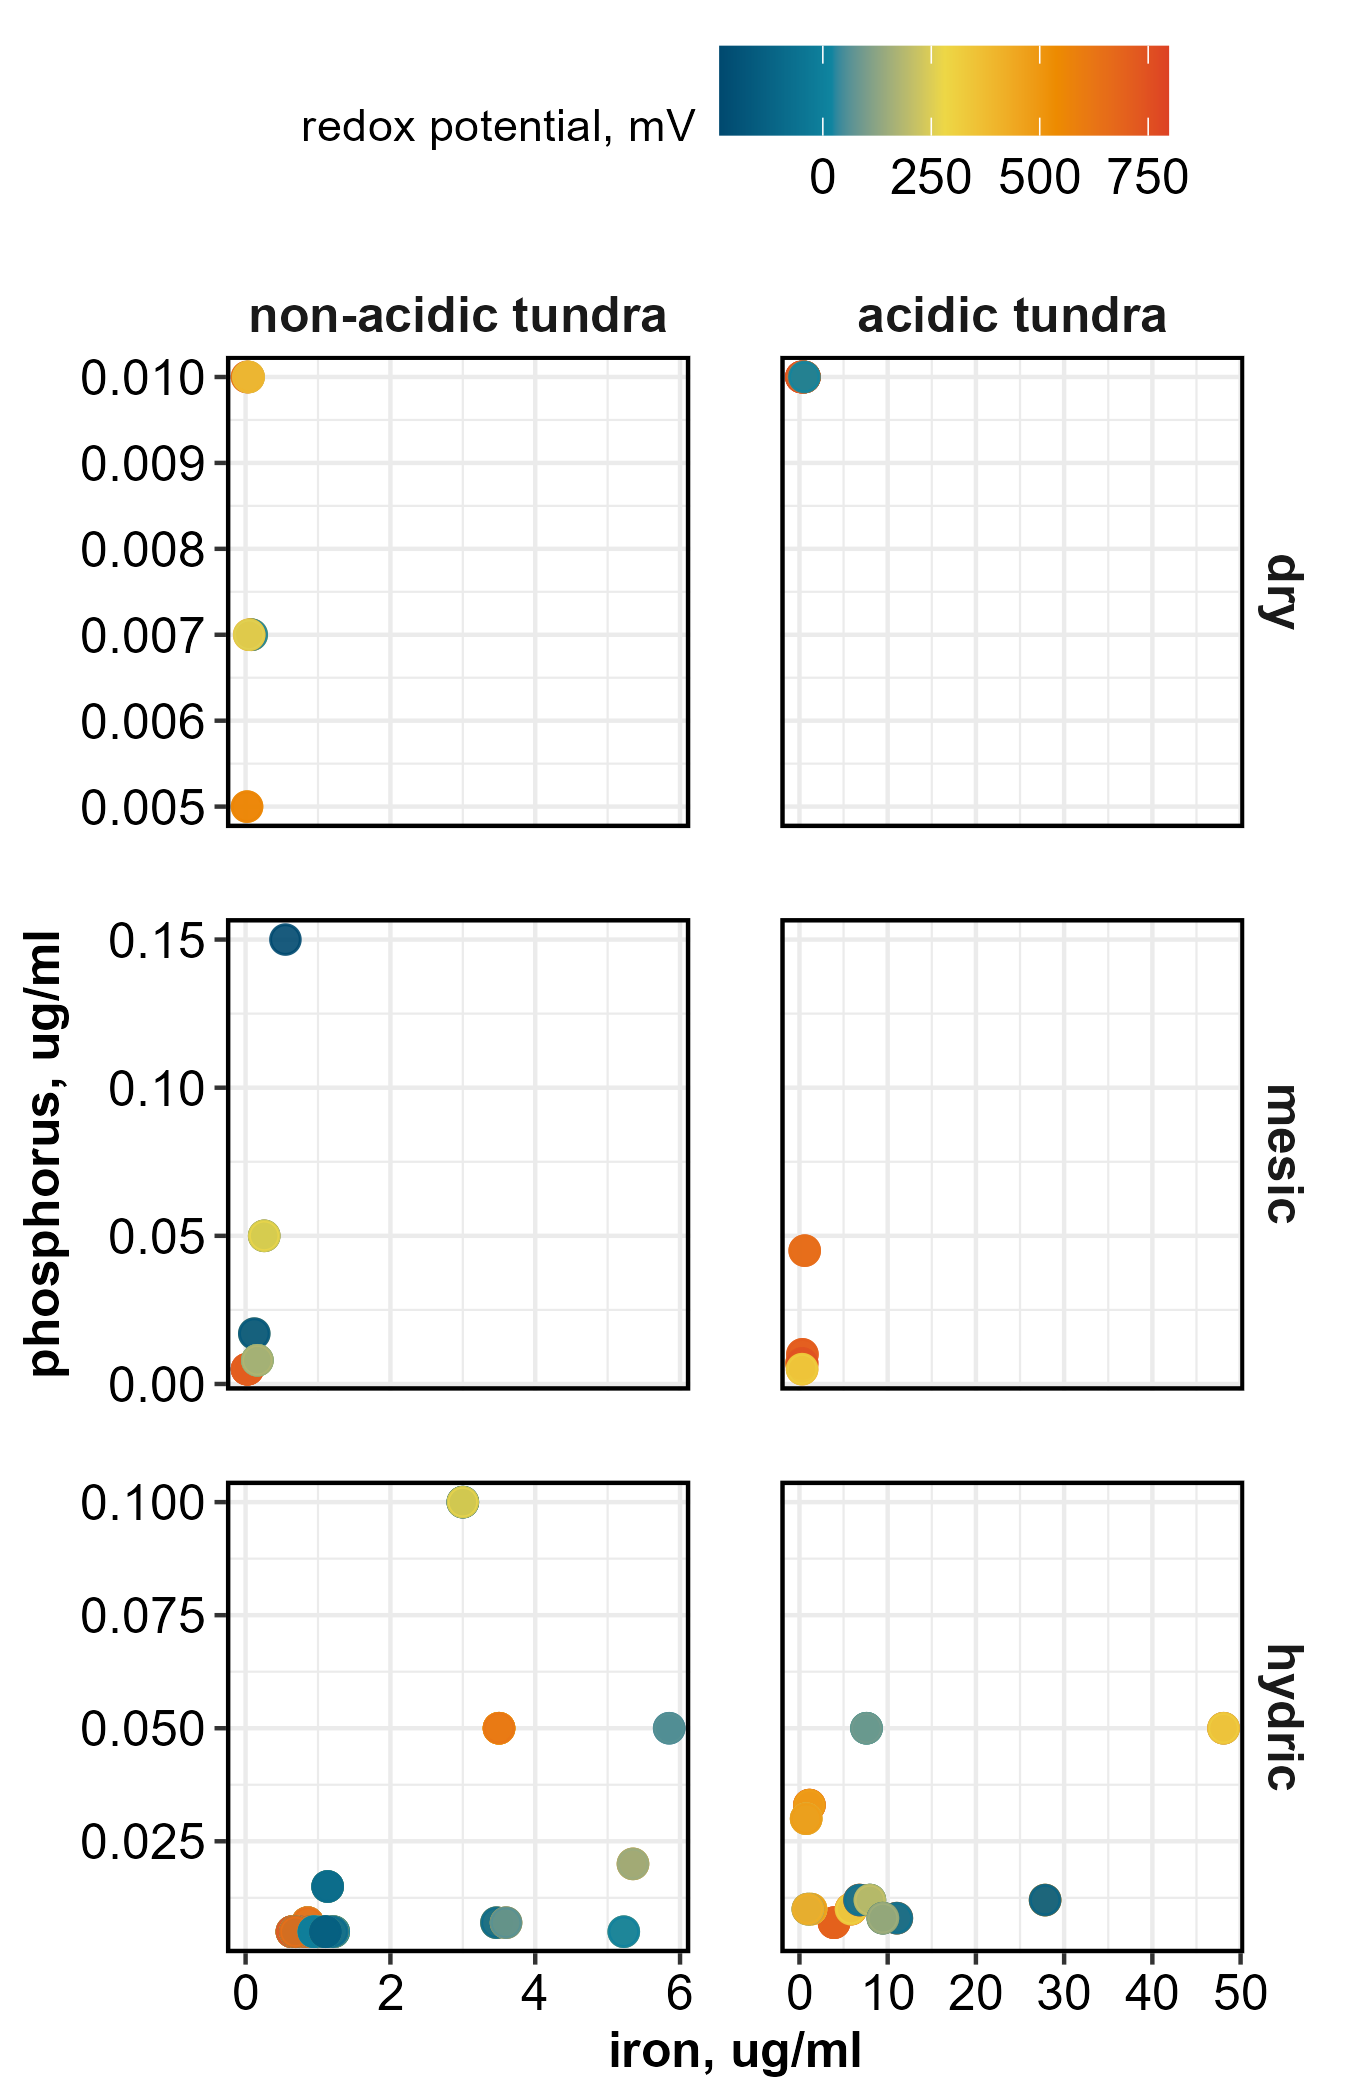 redox potential, mV
0 250 500 750
non-acidic tundra acidic tundra
0.010
0.009
0.008
0.007
0.006
0.005
dry
phosphorus, ug/ml
0.15
0.10
0.05
0.00
mesic
0.100
0.075
0.050
0.025
hydric
0 2 4 6 0 10 20 30 40 50
iron, ug/ml